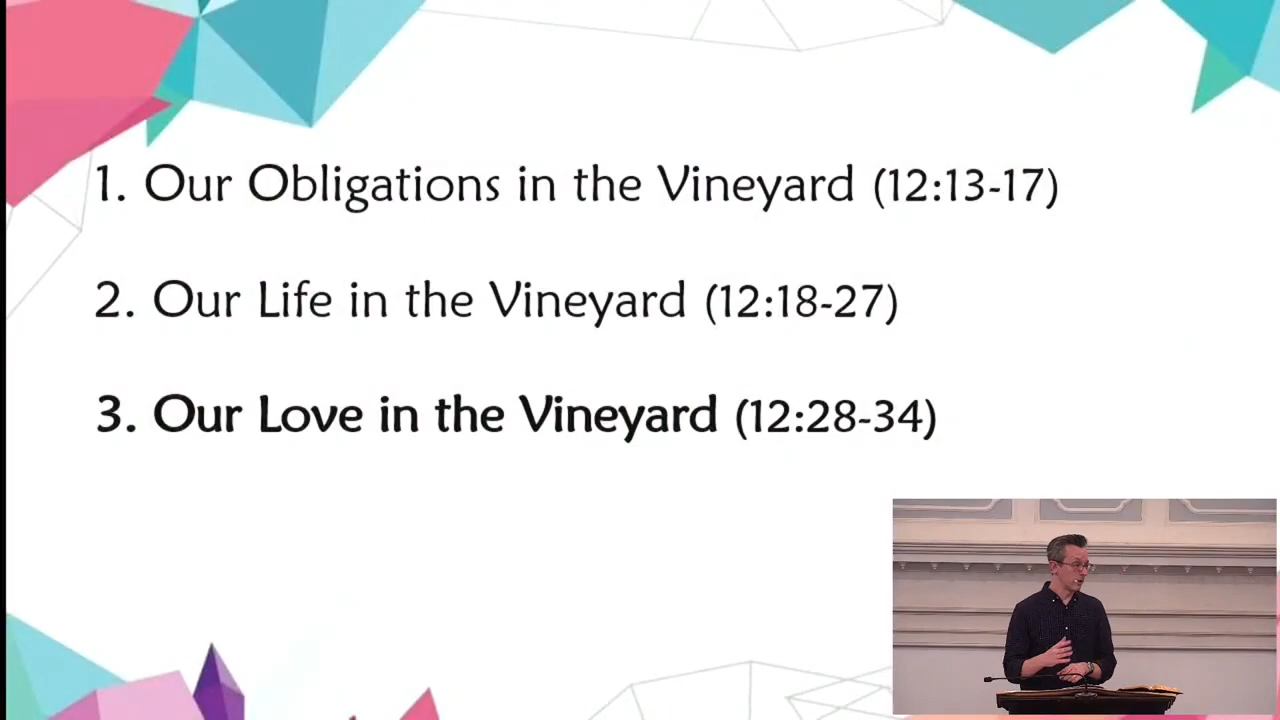 1. Our Obligations in the Vineyard (12:13-17)
2. Our Life in the Vineyard (12:18-27)
3. Our Love in the Vineyard (12:28-34)